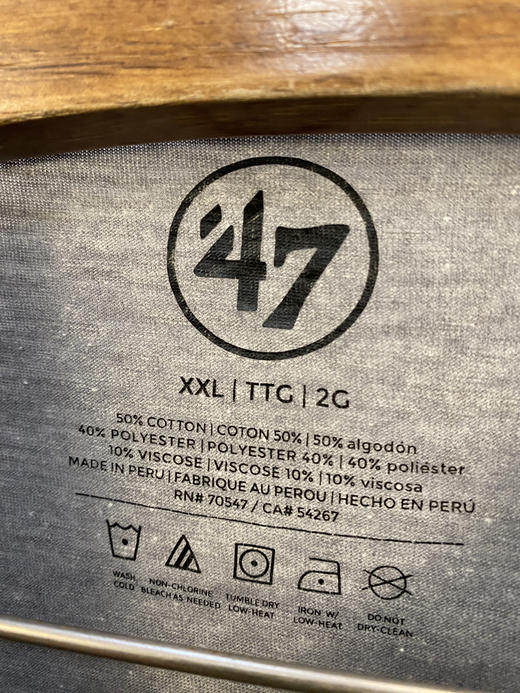 '47
XXL | TTG | 2G
50% COTTON | COTON 50% | 50% algodón
40% POLYESTER | POLYESTER 40% | 40% poliéster
10% VISCOSE | VISCOSE 10% | 10% viscosa
MADE IN PERU | FABRIQUE AU PEROU | HECHO EN PERÚ
RN# 70547 / CA# 54267
WASH COLD
NON-CHLORINE BLEACH AS NEEDED
TUMBLE DRY LOW-HEAT
IRON W/ LOW-HEAT
DO NOT DRY-CLEAN